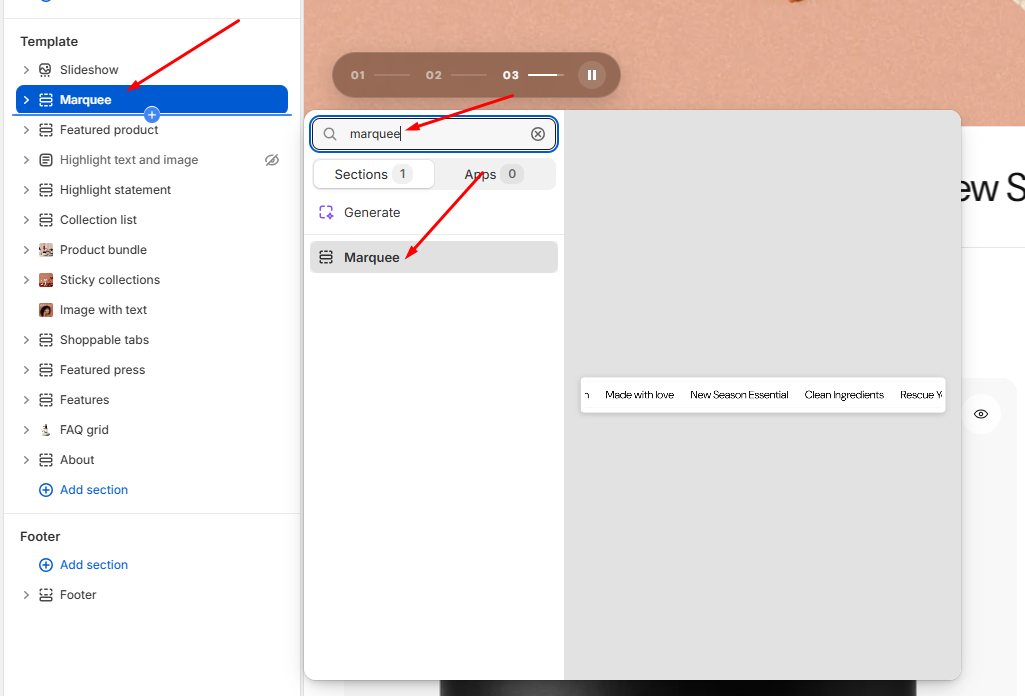 Template
Slideshow
Marquee
Featured product
Highlight text and image
Highlight statement
Collection list
Product bundle
Sticky collections
Image with text
Shoppable tabs
Featured press
Features
FAQ grid
About
Add section
Footer
Add section
Footer
01 02 03
marquee
Sections 1 Apps 0
Generate
Marquee
Made with love New Season Essential Clean Ingredients Rescue